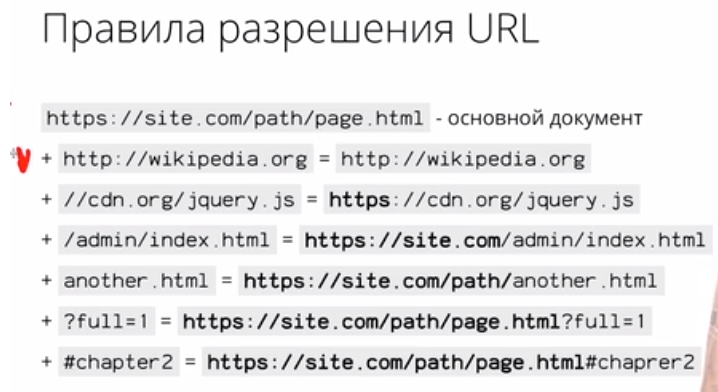 Правила разрешения URL
https://site.com/path/page.html - основной документ
+ http://wikipedia.org = http://wikipedia.org
+ //cdn.org/jquery.js = https://cdn.org/jquery.js
+ /admin/index.html = https://site.com/admin/index.html
+ another.html = https://site.com/path/another.html
+ ?full=1 = https://site.com/path/page.html?full=1
+ #chapter2 = https://site.com/path/page.html#chaprer2